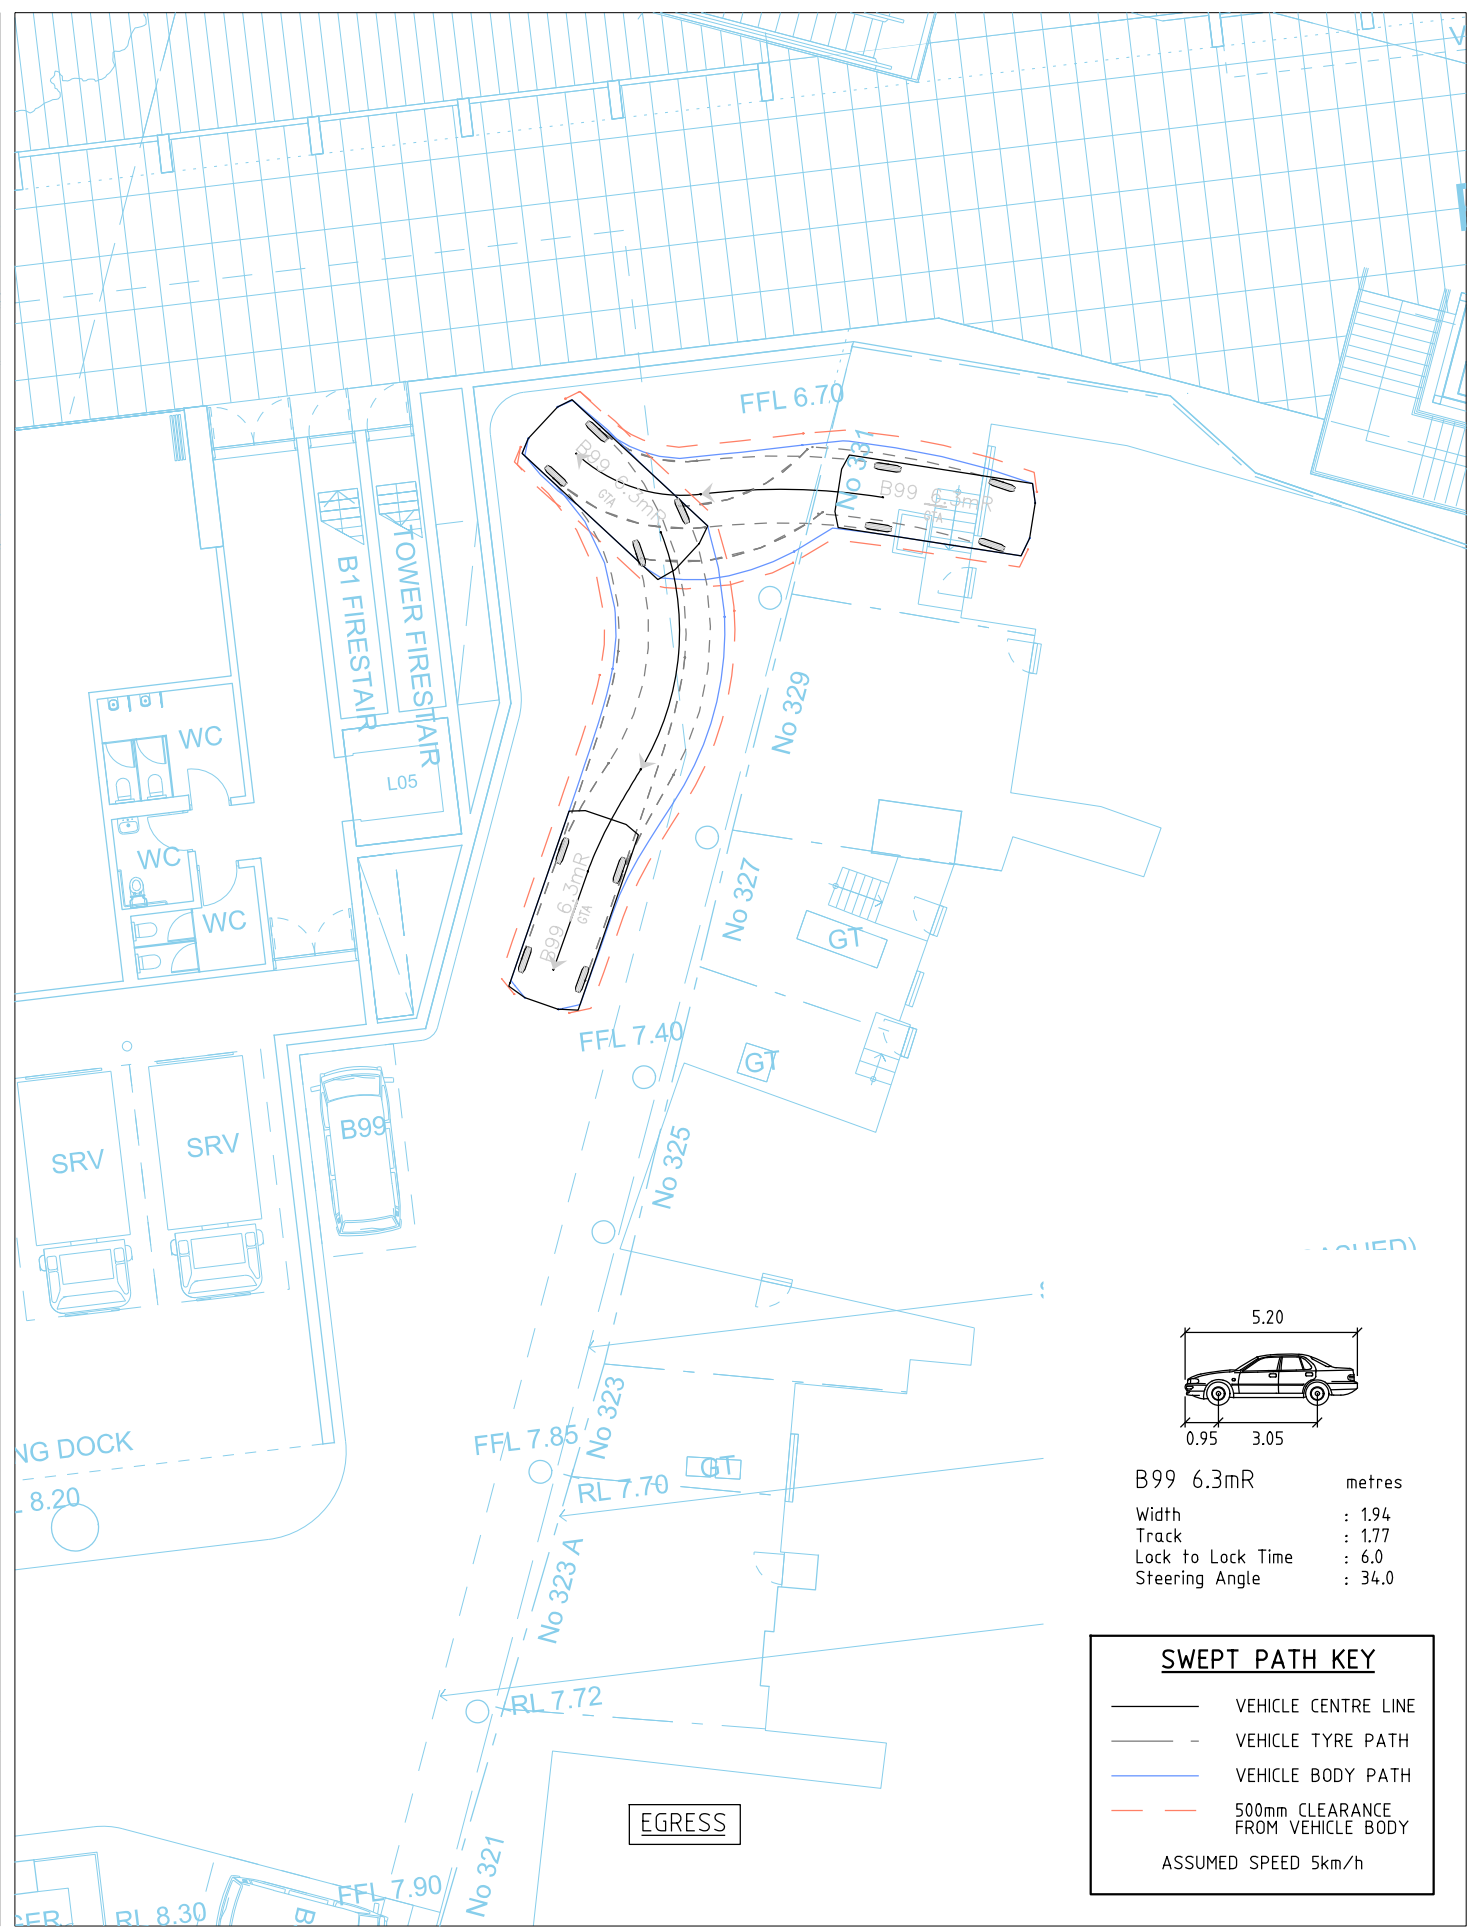 FFL 6.70
No 331
B99 6.3mR
GTA
B99 6.3mR
GTA
B1 FIRESTAIR
TOWER FIRESTAIR
No 329
WC
L05
WC
WC
No 327
GT
B99 6.3mR
GTA
FFL 7.40
GT
B99
SRV
SRV
No 325
5.20
0.95 3.05
B99 6.3mR metres
Width : 1.94
Track : 1.77
Lock to Lock Time : 6.0
Steering Angle : 34.0
No 323
FFL 7.85
NG DOCK
GT
RL 7.70
8.20
No 323 A
RL 7.72
SWEPT PATH KEY
VEHICLE CENTRE LINE
VEHICLE TYRE PATH
VEHICLE BODY PATH
500mm CLEARANCE
FROM VEHICLE BODY
ASSUMED SPEED 5km/h
EGRESS
No 321
FFL 7.90
RL 8.30
B